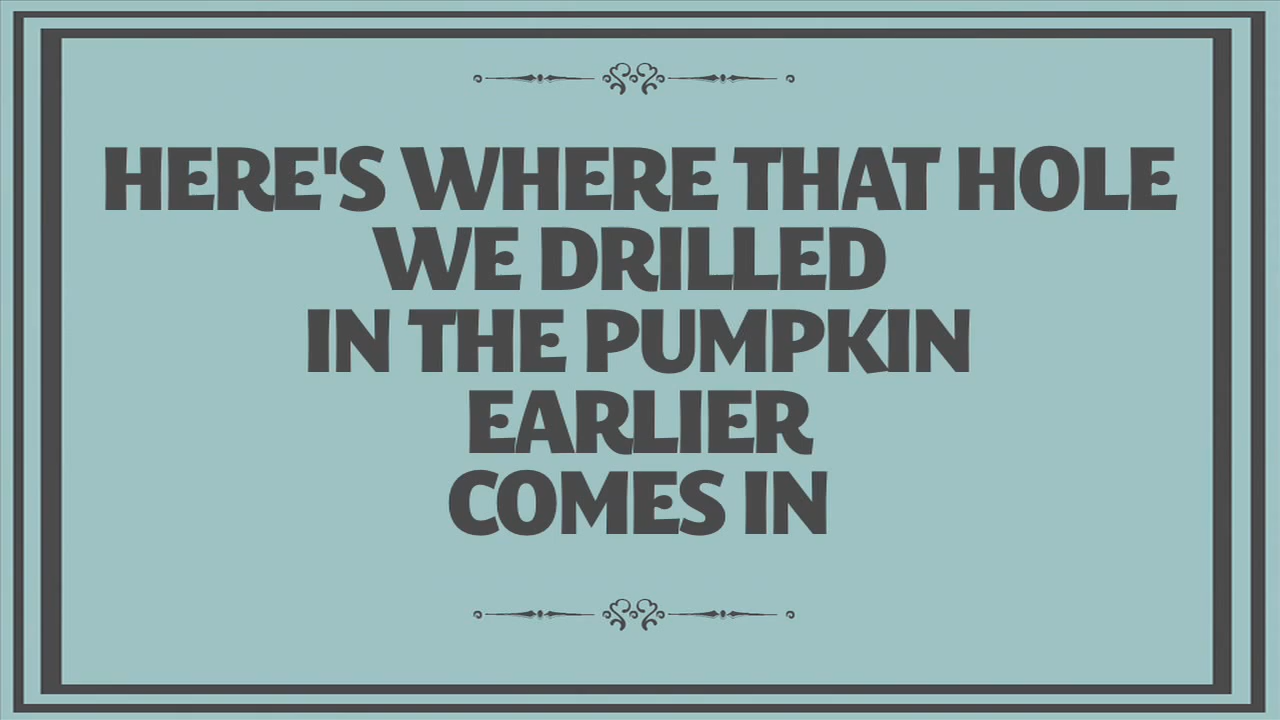 HERE'S WHERE THAT HOLE
WE DRILLED
IN THE PUMPKIN
EARLIER
COMES IN